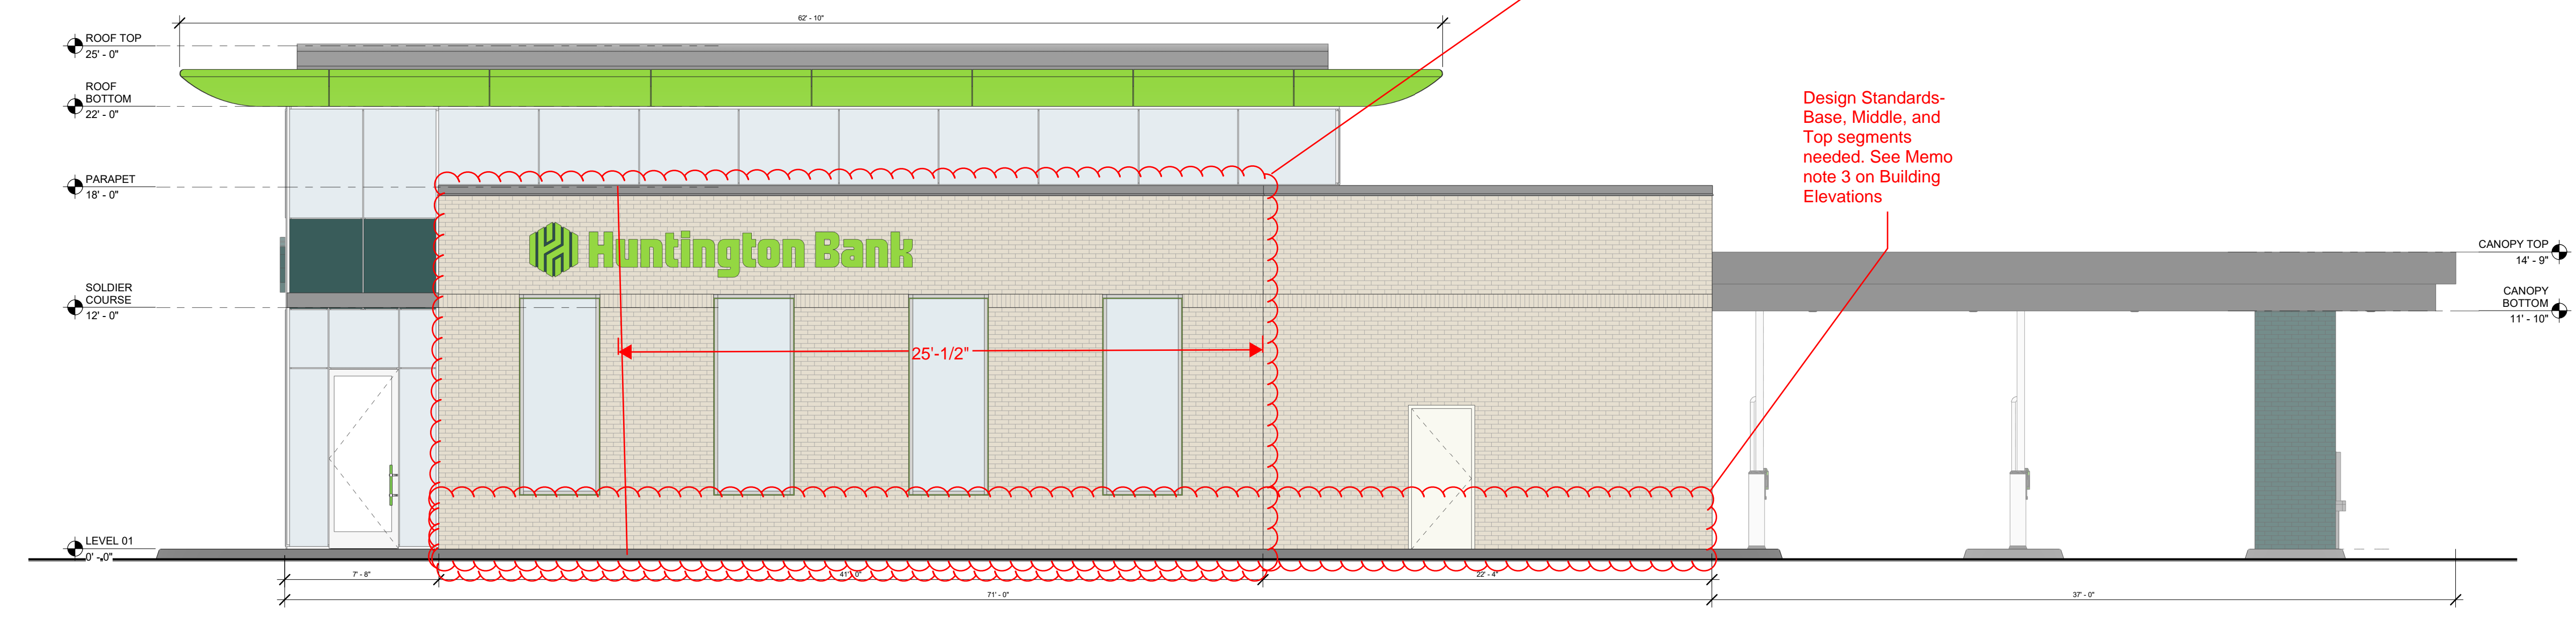 62' - 10"
ROOF TOP
25' - 0"
ROOF
BOTTOM
22' - 0"
Design Standards-
Base, Middle, and
Top segments
needed. See Memo
note 3 on Building
Elevations
PARAPET
18' - 0"
Huntington Bank
CANOPY TOP
14' - 9"
SOLDIER
COURSE
12' - 0"
CANOPY
BOTTOM
11' - 10"
25'-1/2"
LEVEL 01
0' - 0"
7' - 8"
41' - 0"
22' - 4"
71' - 0"
37' - 0"